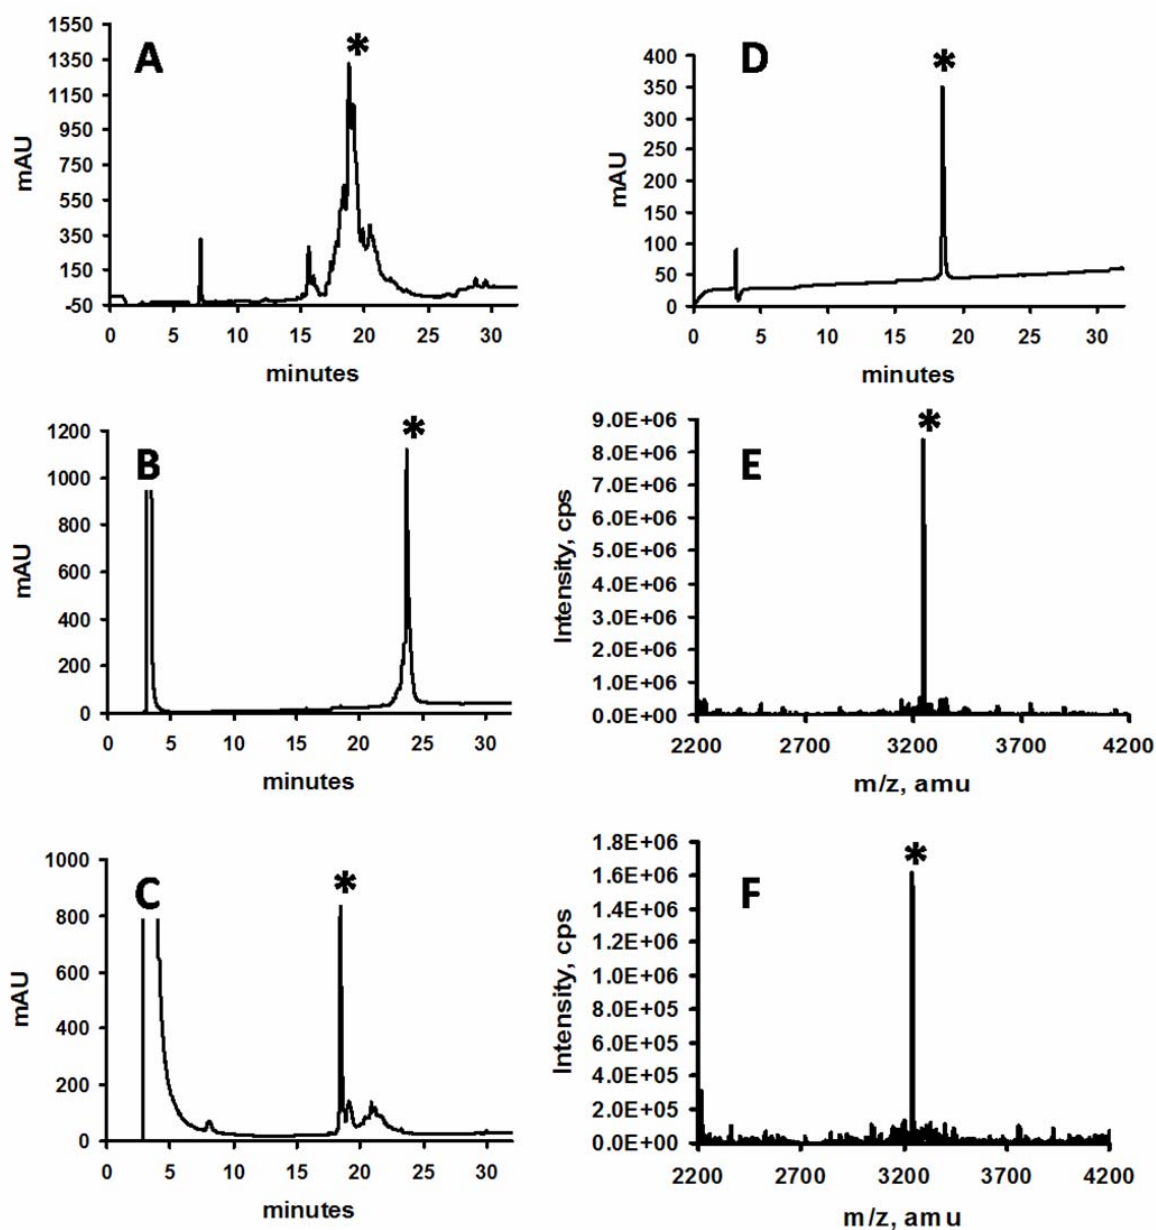 A
*
1550
1350
1150
950
750
550
350
150
-50
mAU
0 5 10 15 20 25 30
minutes
D
*
400
350
300
250
200
150
100
50
0
mAU
0 5 10 15 20 25 30
minutes
B
*
1200
1000
800
600
400
200
0
mAU
0 5 10 15 20 25 30
minutes
E
*
9.0E+06
8.0E+06
7.0E+06
6.0E+06
5.0E+06
4.0E+06
3.0E+06
2.0E+06
1.0E+06
0.0E+00
Intensity, cps
2200 2700 3200 3700 4200
m/z, amu
C
*
1000
800
600
400
200
0
mAU
0 5 10 15 20 25 30
minutes
F
*
1.8E+06
1.6E+06
1.4E+06
1.2E+06
1.0E+06
8.0E+05
6.0E+05
4.0E+05
2.0E+05
0.0E+00
Intensity, cps
2200 2700 3200 3700 4200
m/z, amu